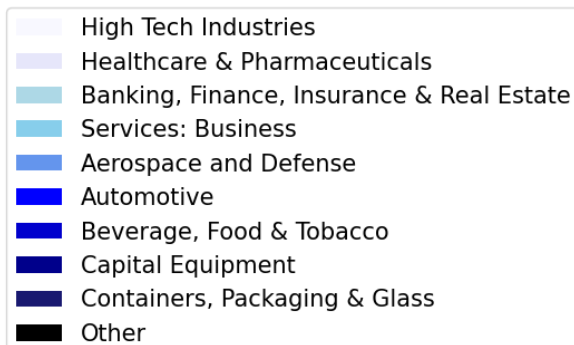 High Tech Industries
Healthcare & Pharmaceuticals
Banking, Finance, Insurance & Real Estate
Services: Business
Aerospace and Defense
Automotive
Beverage, Food & Tobacco
Capital Equipment
Containers, Packaging & Glass
Other